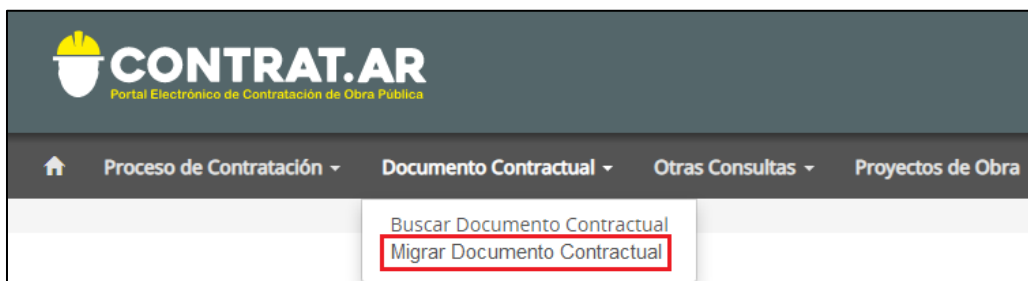 CONTRAT.AR
Portal Electrónico de Contratación de Obra Pública
Proceso de Contratación Documento Contractual Otras Consultas Proyectos de Obra
Buscar Documento Contractual
Migrar Documento Contractual